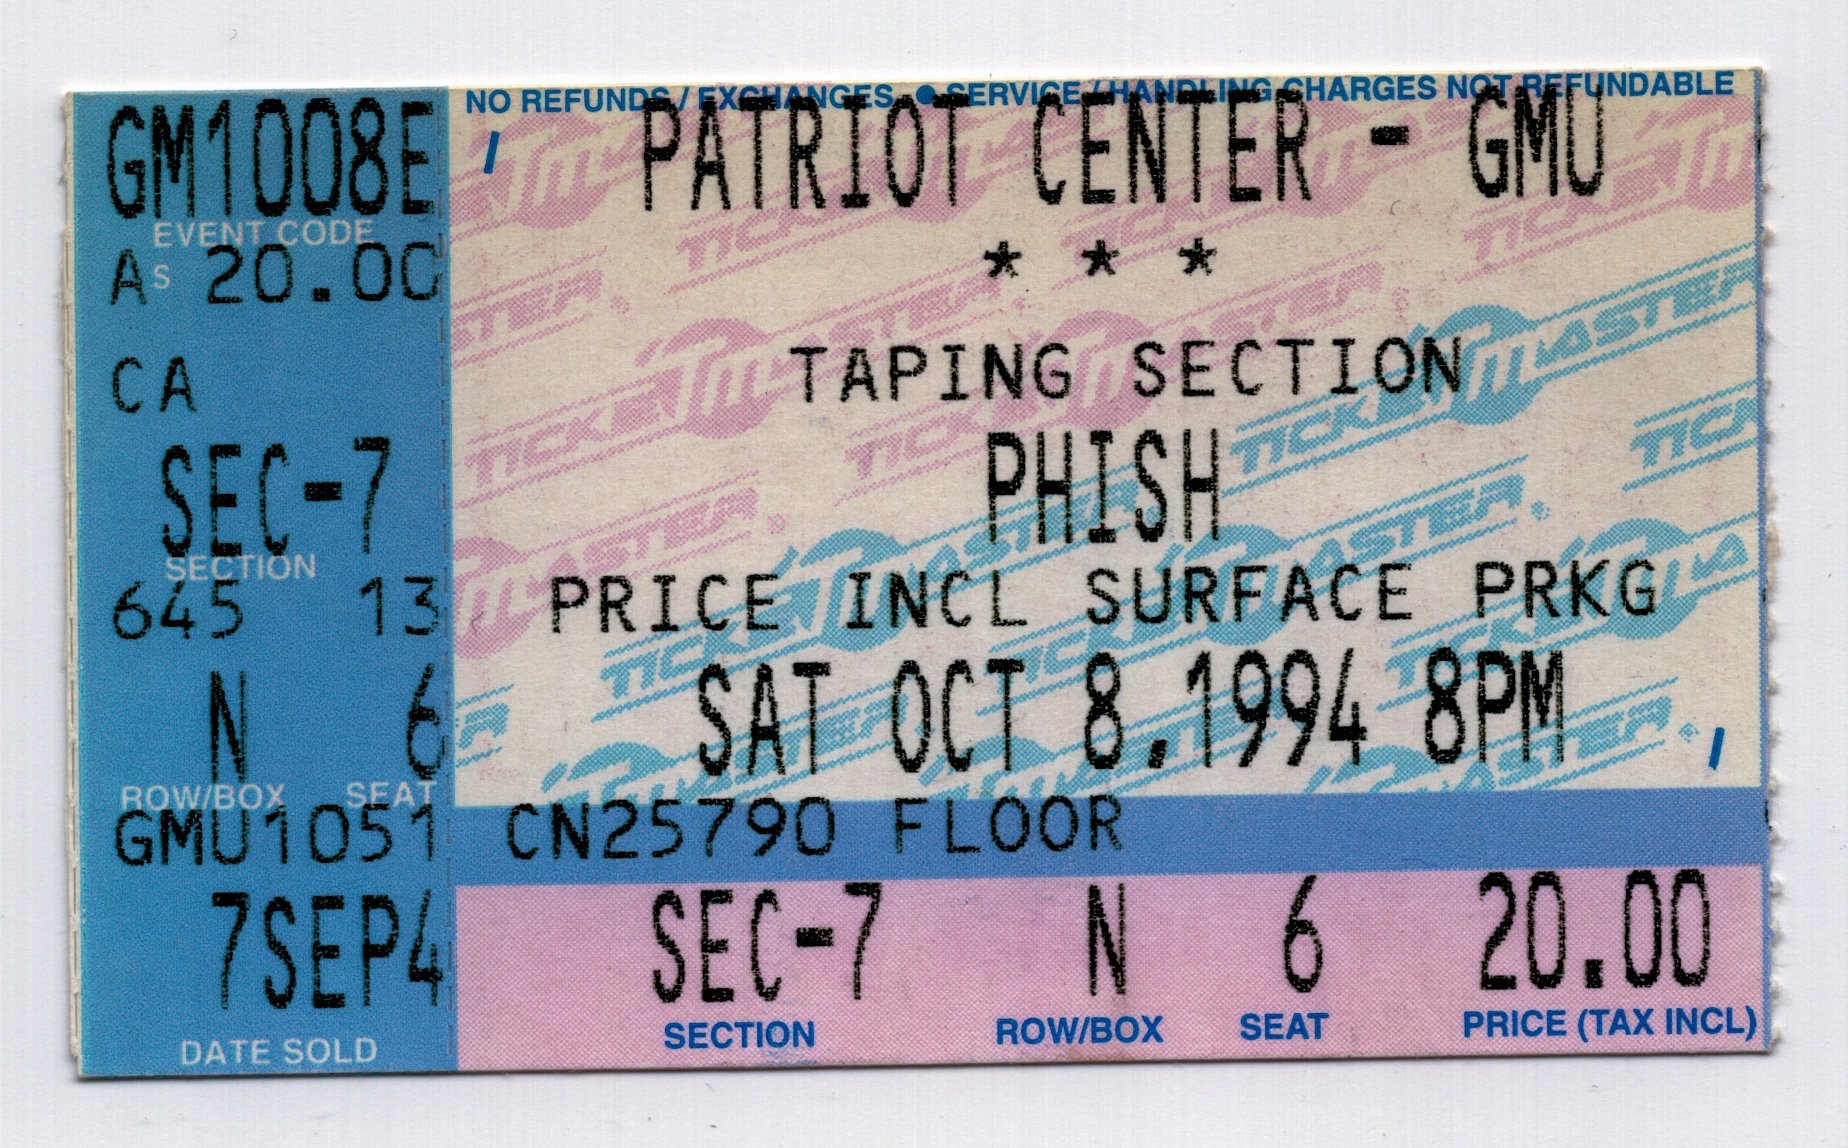 GM1008E
EVENT CODE
A S 20.00
CA
SEC-7
SECTION
645 13
N 6
ROW/BOX SEAT
GMU1051
7SEP4
DATE SOLD
NO REFUNDS / EXCHANGES • SERVICE / HANDLING CHARGES NOT REFUNDABLE
PATRIOT CENTER - GMU
* * *
TAPING SECTION
PHISH
PRICE INCL SURFACE PRKG
SAT OCT 8,1994 8PM
CN25790 FLOOR
SEC-7 N 6 20.00
SECTION ROW/BOX SEAT PRICE (TAX INCL)
TICKETMASTER